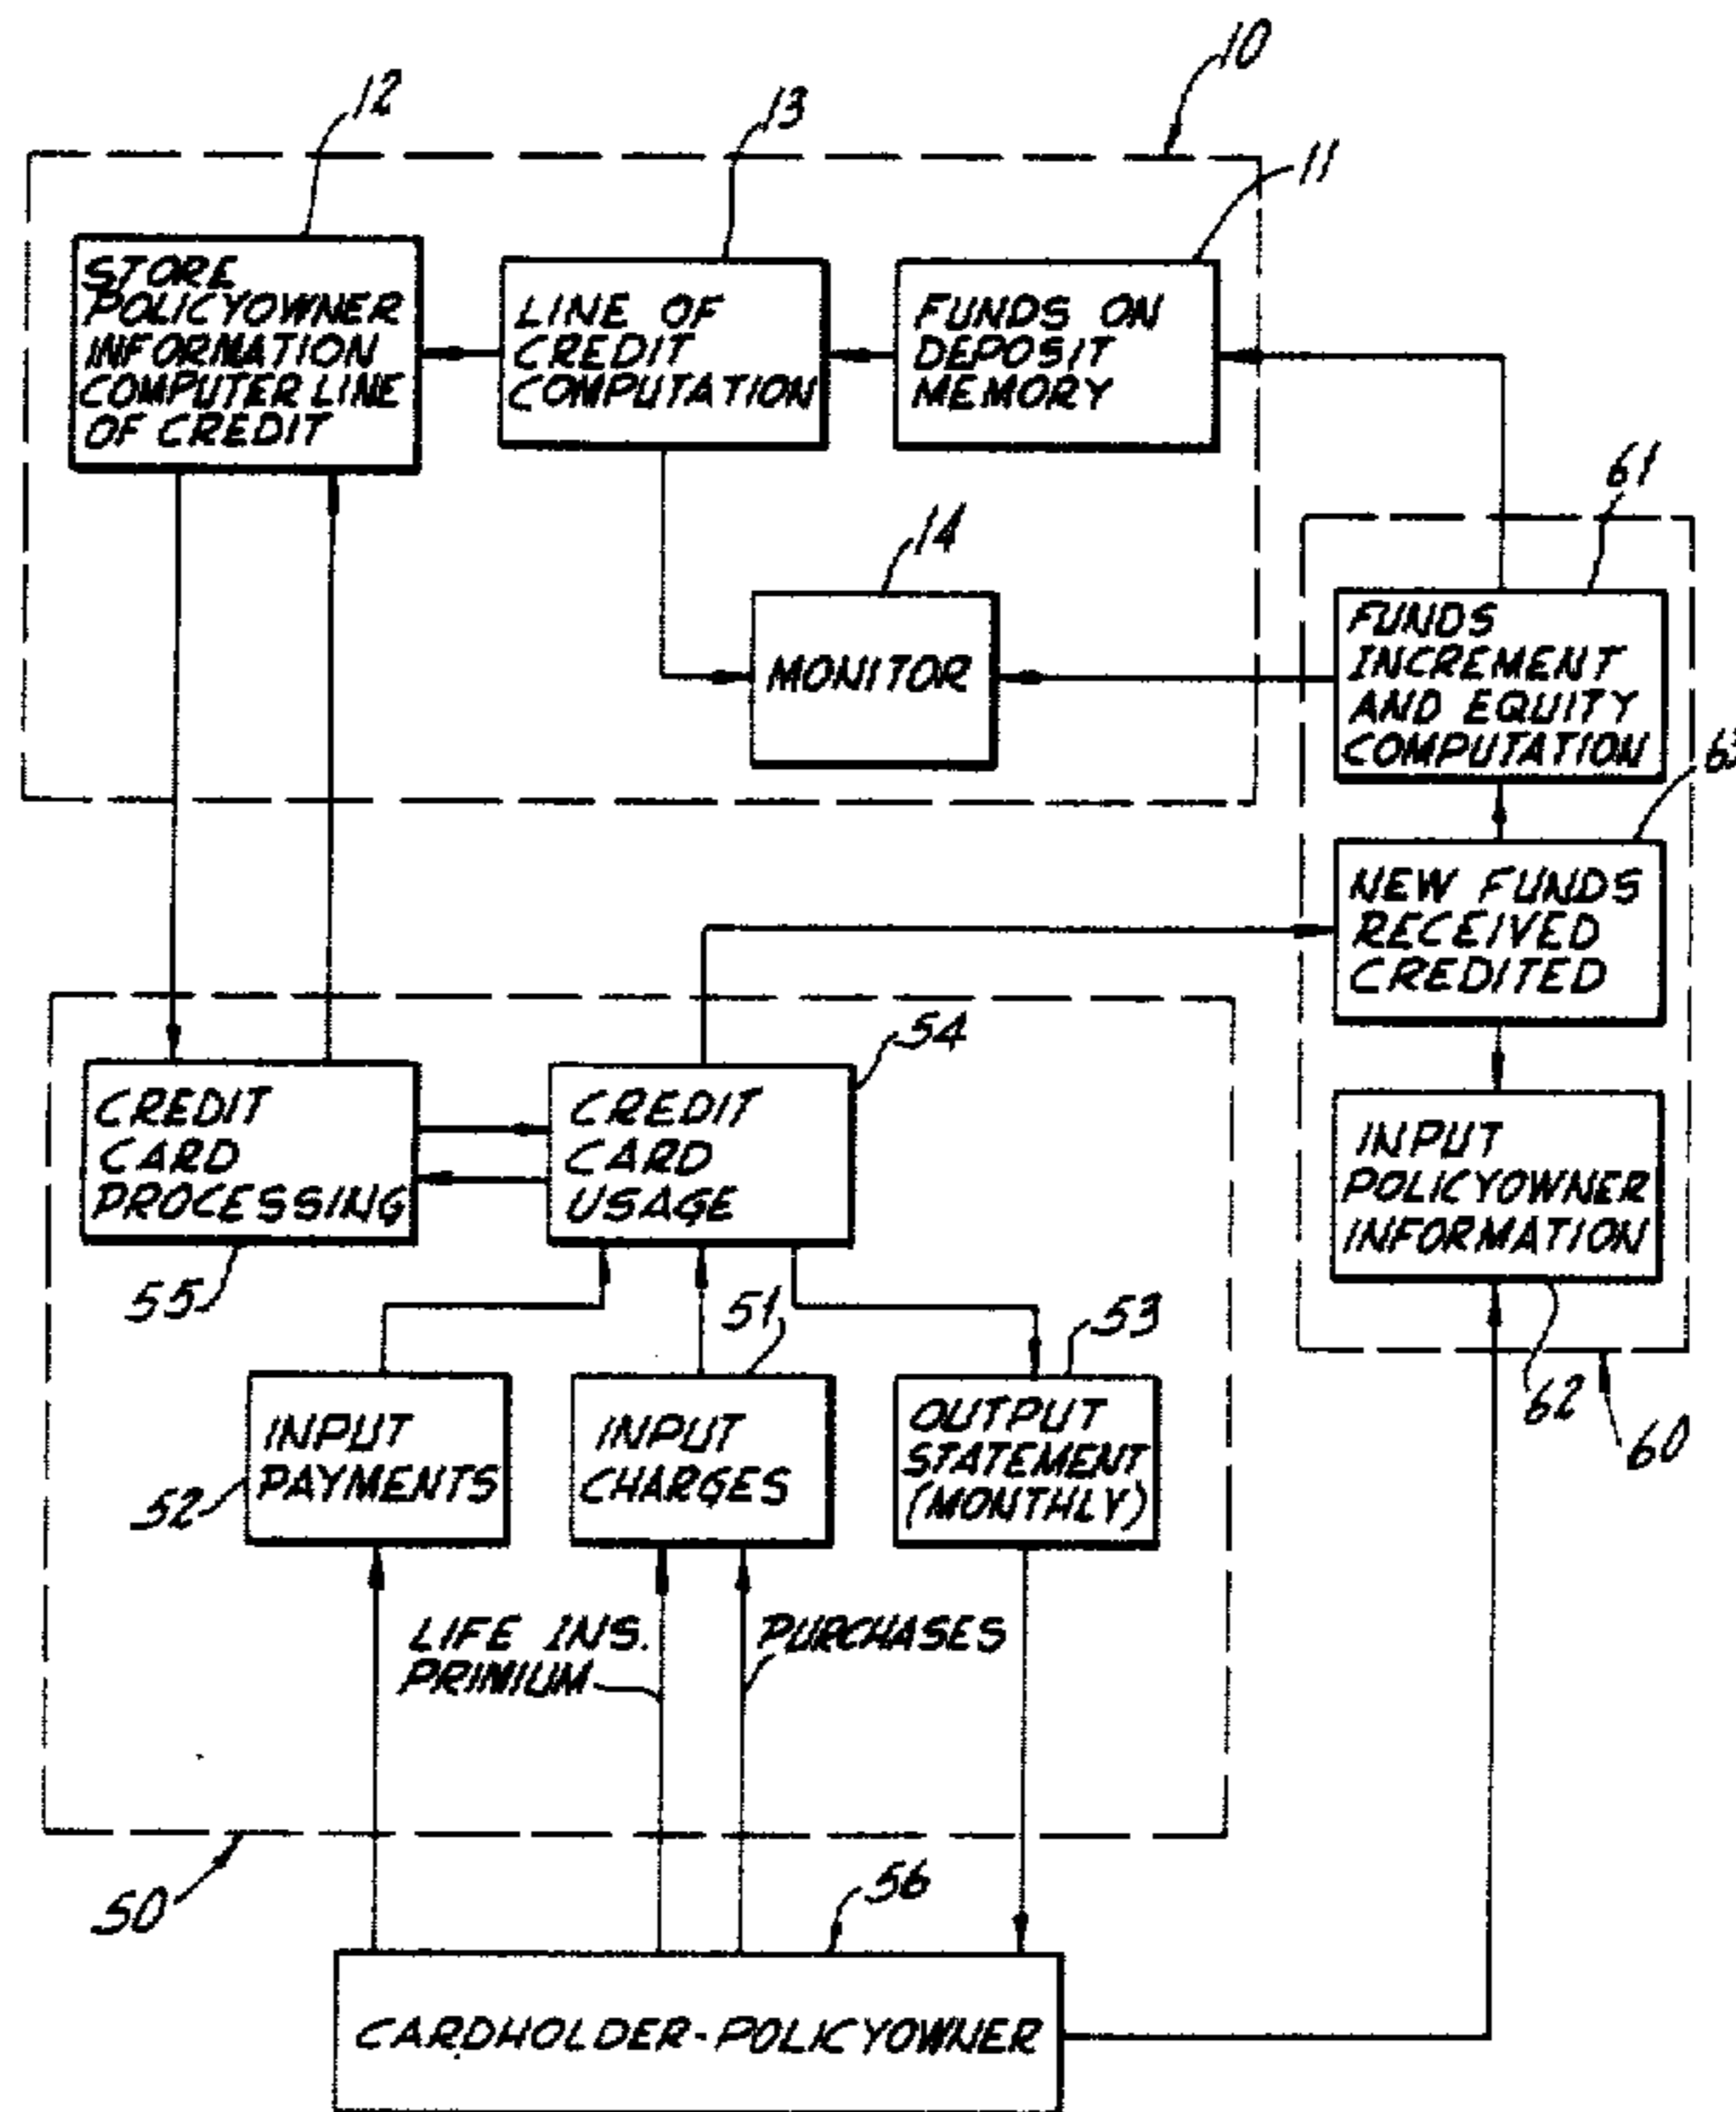 10
12
13
11
STORE
POLICYOWNER
INFORMATION
COMPUTER LINE
OF CREDIT
LINE OF
CREDIT
COMPUTATION
FUNDS ON
DEPOSIT
MEMORY
61
14
MONITOR
FUNDS
INCREMENT
AND EQUITY
COMPUTATION
NEW FUNDS
RECEIVED
CREDITED
54
CREDIT
CARD
PROCESSING
CREDIT
CARD
USAGE
INPUT
POLICYOWNER
INFORMATION
55
51
53
62
60
INPUT
PAYMENTS
52
INPUT
CHARGES
OUTPUT
STATEMENT
(MONTHLY)
LIFE INS.
PRIMIUM
PURCHASES
50
56
CARDHOLDER-POLICYOWNER